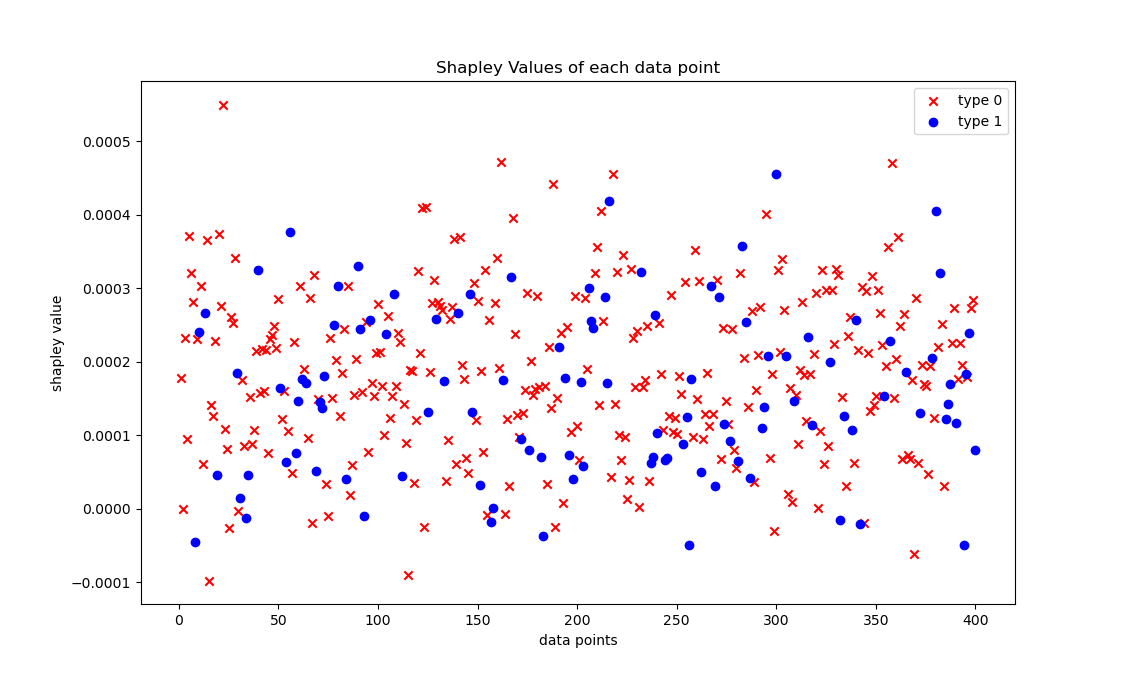 Shapley Values of each data point
type 0
type 1
0.0005
0.0004
0.0003
0.0002
0.0001
0.0000
−0.0001
shapley value
0 50 100 150 200 250 300 350 400
data points